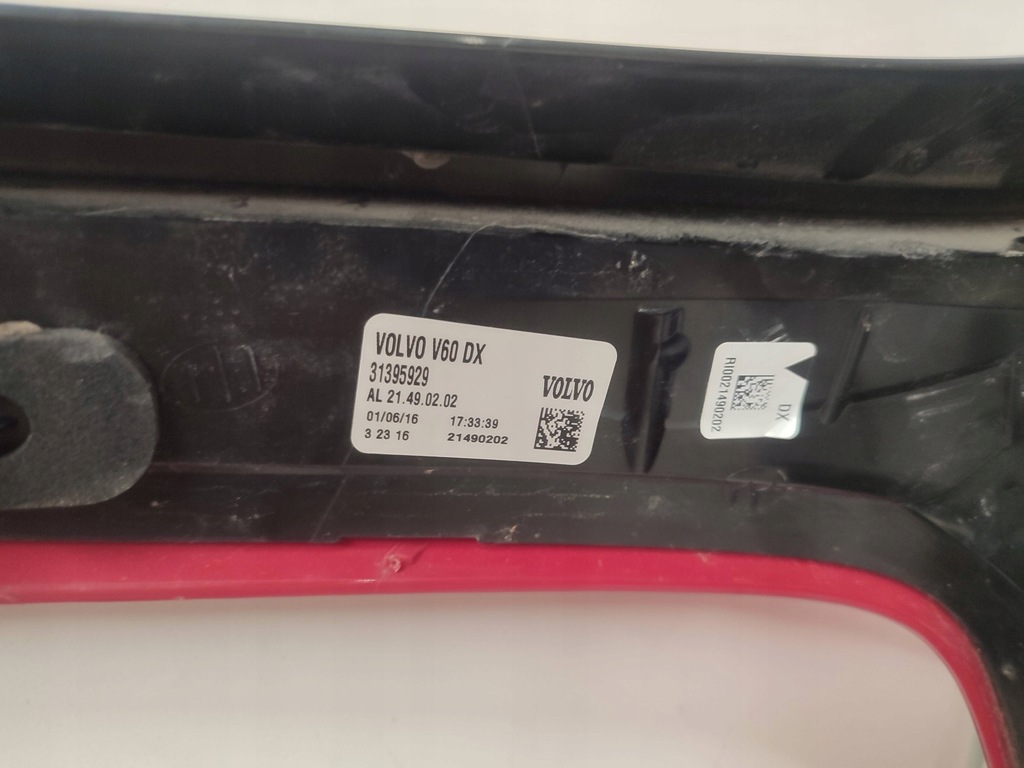 VOLVO V60 DX
31395929
AL 21.49.02.02
VOLVO
01/06/16 17:33:39
3 23 16 21490202
DX
AI0021490202